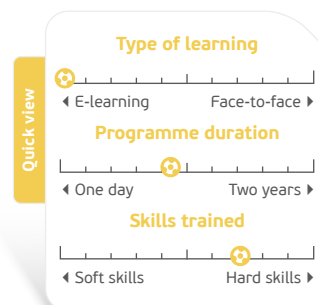 Quick view
Type of learning
◄ E-learning Face-to-face ►
Programme duration
◄ One day Two years ►
Skills trained
◄ Soft skills Hard skills ►